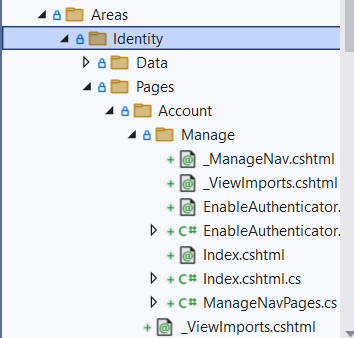 Areas
Identity
Data
Pages
Account
Manage
_ManageNav.cshtml
_ViewImports.cshtml
EnableAuthenticator.
C# EnableAuthenticator.
Index.cshtml
C# Index.cshtml.cs
C# ManageNavPages.cs
_ViewImports.cshtml